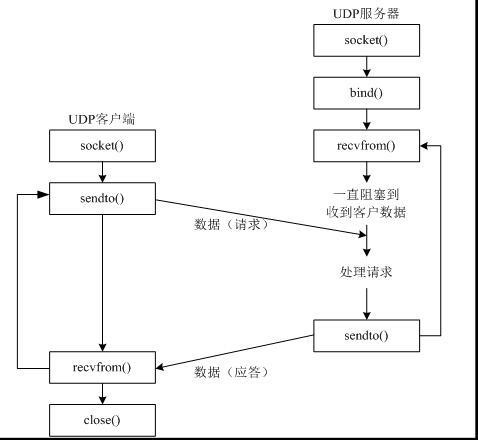 UDP服务器
socket()
bind()
UDP客户端
socket()
recvfrom()
sendto()
一直阻塞到
收到客户数据
数据（请求）
处理请求
sendto()
recvfrom()
数据（应答）
close()